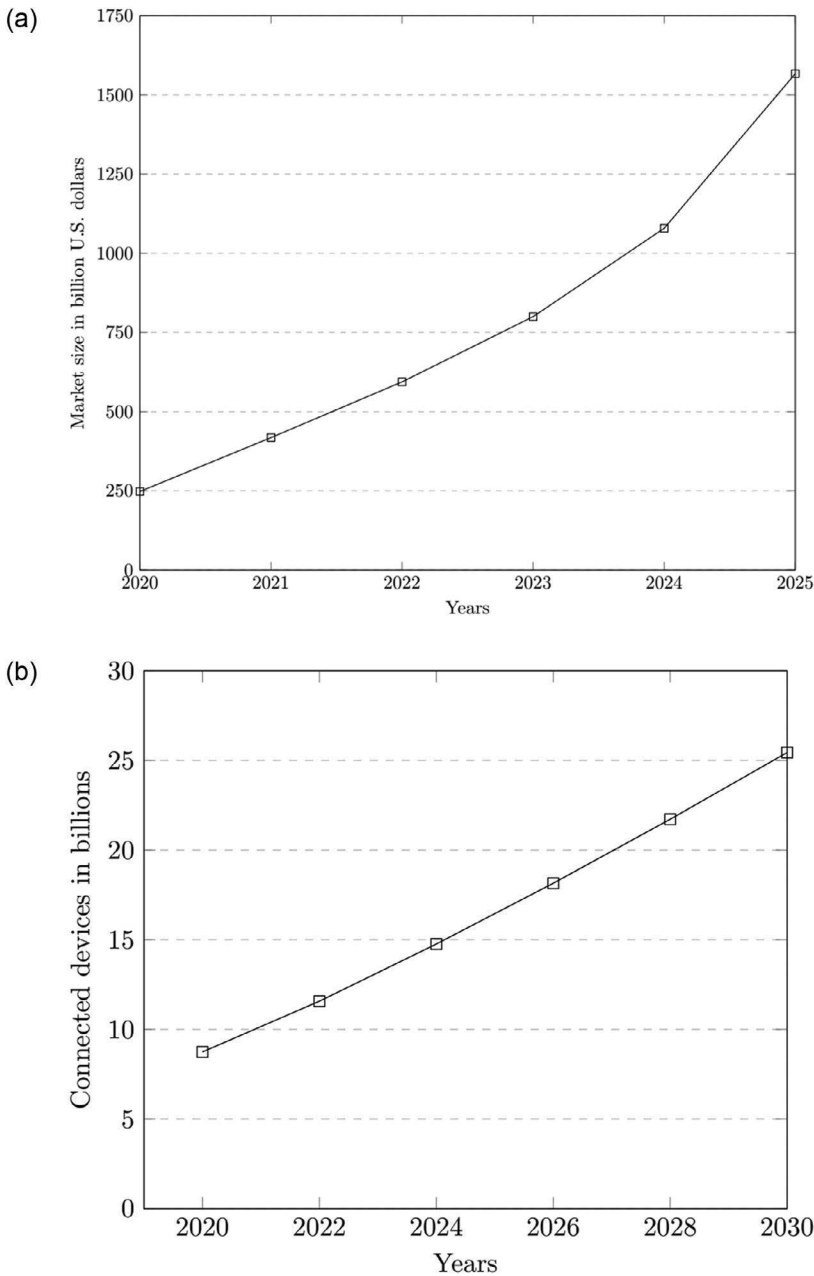 (a)
1750
1500
1250
1000
750
500
250
0
Market size in billion U.S. dollars
2020 2021 2022 2023 2024 2025
Years
(b)
30
25
20
15
10
5
0
Connected devices in billions
2020 2022 2024 2026 2028 2030
Years